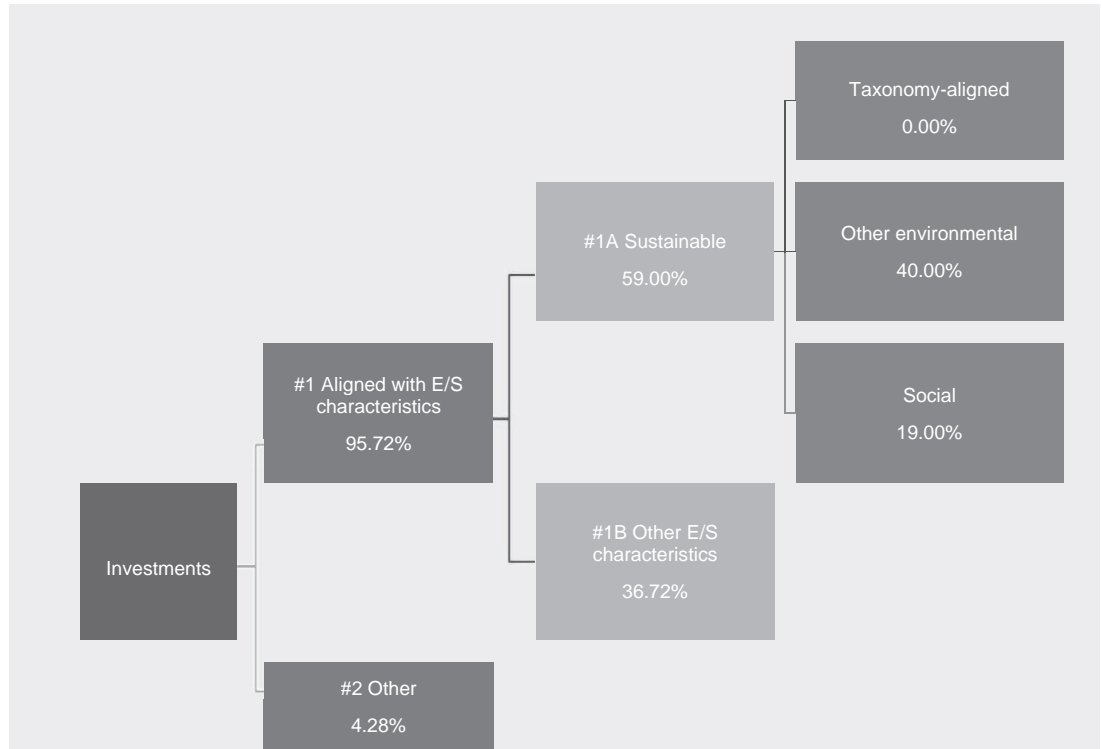 Taxonomy-aligned
0.00%
#1A Sustainable
59.00%
Other environmental
40.00%
#1 Aligned with E/S
characteristics
95.72%
Social
19.00%
Investments
#1B Other E/S
characteristics
36.72%
#2 Other
4.28%